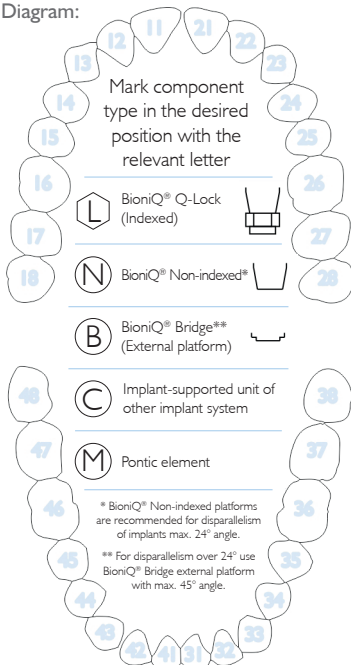 Diagram:
11 21
12 22
13 23
14 24
15 25
16 26
17 27
18 28
Mark component
type in the desired
position with the
relevant letter
L BioniQ® Q-Lock
(Indexed)
N BioniQ® Non-indexed*
B BioniQ® Bridge**
(External platform)
C Implant-supported unit of
other implant system
M Pontic element
* BioniQ® Non-indexed platforms
are recommended for disparallelism
of implants max. 24° angle.
** For disparallelism over 24° use
BioniQ® Bridge external platform
with max. 45° angle.
48 38
47 37
46 36
45 35
44 34
43 33
42 41 31 32